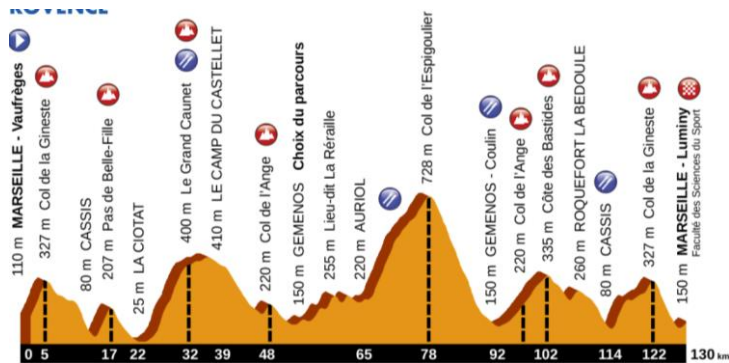 ROVENCE
110 m MARSEILLE - Vaufrèges
327 m Col de la Gineste
80 m CASSIS
207 m Pas de Belle-Fille
25 m LA CIOTAT
400 m Le Grand Caunet
410 m LE CAMP DU CASTELLET
220 m Col de l'Ange
150 m GEMENOS Choix du parcours
255 m Lieu-dit La Réraille
220 m AURIOL
728 m Col de l'Espigoulier
150 m GEMENOS - Coulin
220 m Col de l'Ange
335 m Côte des Bastides
260 m ROQUEFORT LA BEDOULE
80 m CASSIS
327 m Col de la Gineste
150 m MARSEILLE - Luminy
Faculté des Sciences du Sport
0 5 17 22 32 39 48 65 78 92 102 114 122 130 km